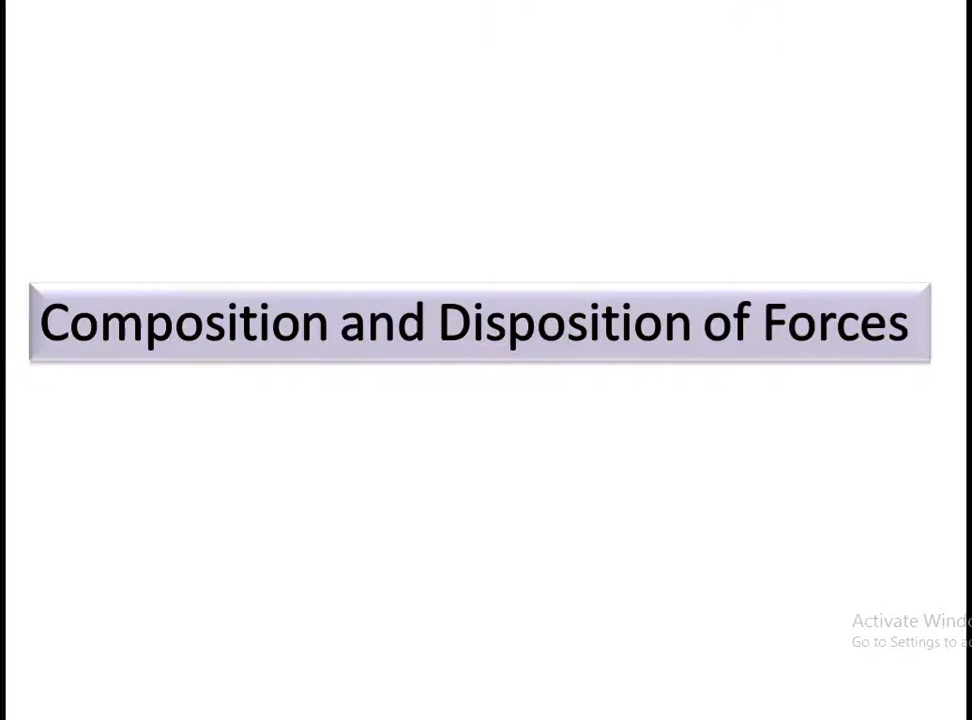 Composition and Disposition of Forces
Activate Windo
Go to Settings to a